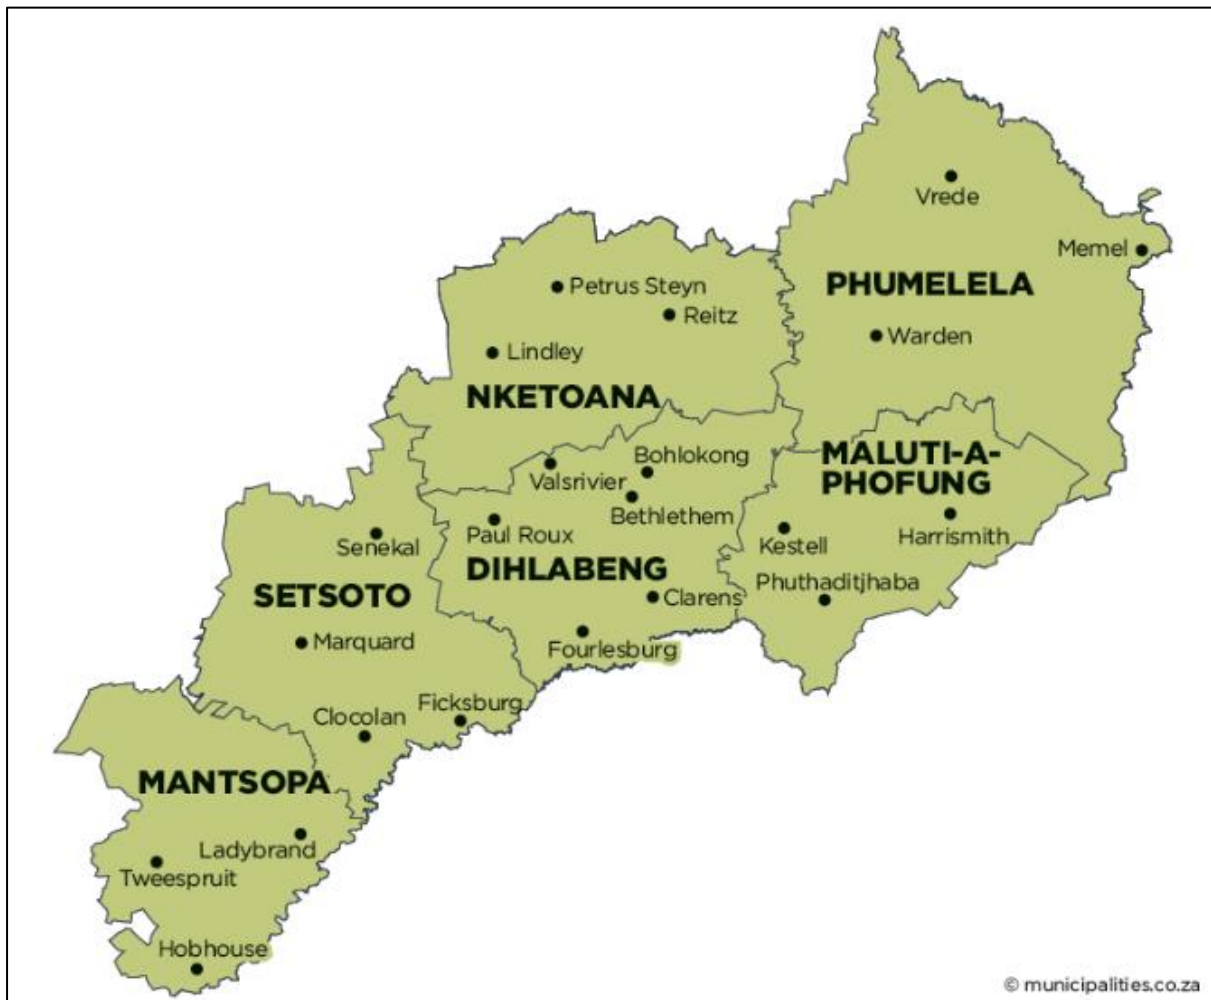 Vrede
Memel
PHUMELELA
Petrus Steyn
Reitz
Warden
Lindley
NKETOANA
MALUTI-A-
PHOFUNG
Bohlokong
Valsrivier
Bethlethem
Paul Roux
Harrismith
Kestell
Senekal
DIHLABENG
Phuthaditjhaba
SETSOTO
Clarens
Marquard
Fourlesburg
Ficksburg
Clocolan
MANTSOPA
Ladybrand
Tweespruit
Hobhouse
© municipalities.co.za